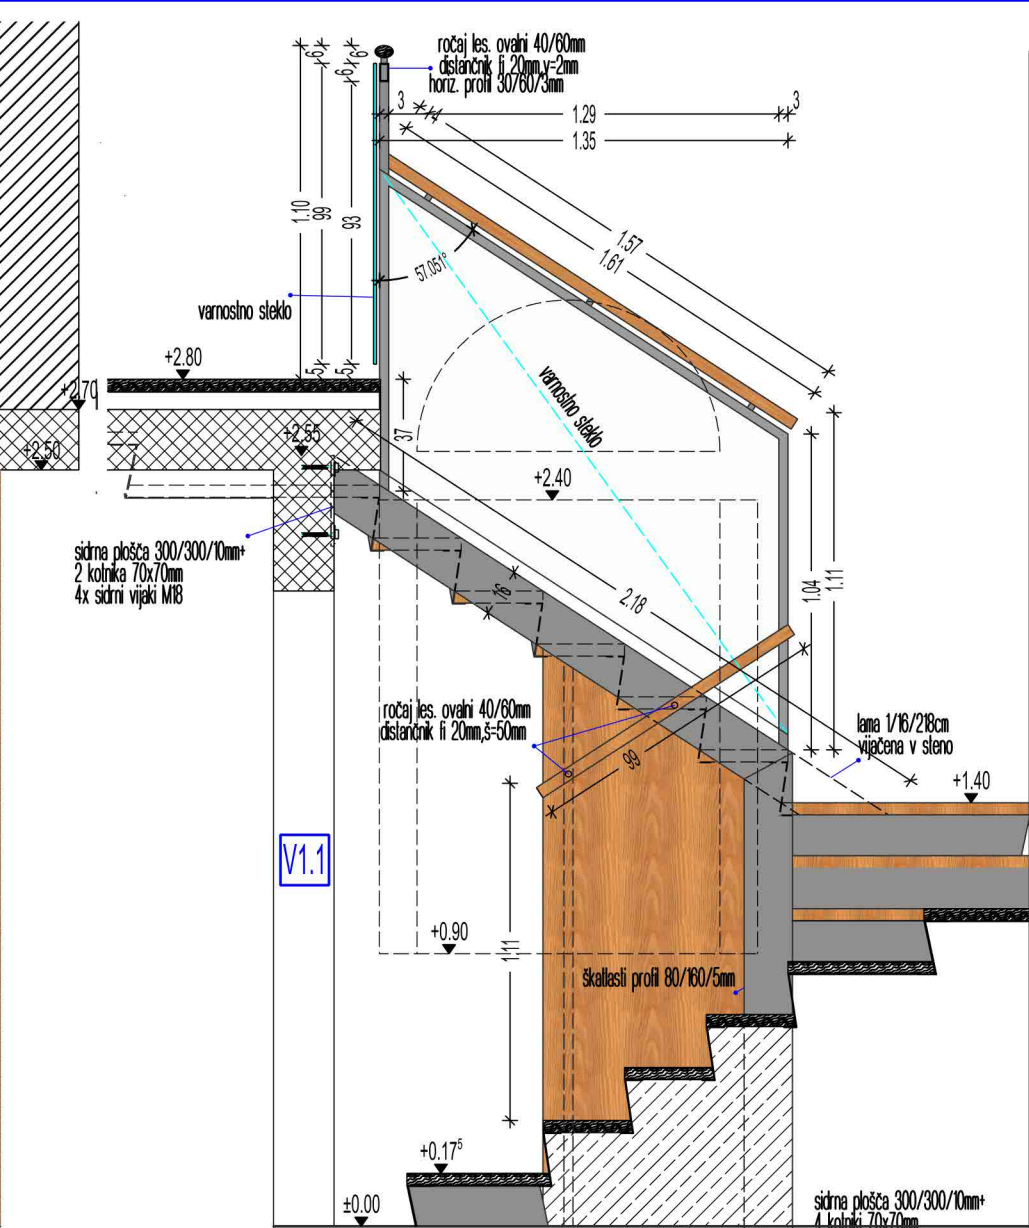 ročaj les. ovalni 40/60mm
distančnik fi 20mm,v=2mm
horiz. profil 30/60/3mm
6
6
6
6
3
4
1.29
3
1.35
1.10
99
93
1.57
1.61
57.051°
varnostno steklo
5
5
varnostno steklo
+2.80
+2.70
+2.50
+2.55
37
+2.40
1.04
1.11
sidrna plošča 300/300/10mm+
2 kotnika 70x70mm
4x sidrni vijaki M18
16
2.18
ročaj les. ovalni 40/60mm
distančnik fi 20mm,š=50mm
lama 1/16/218cm
vijačena v steno
+1.40
V1.1
+0.90
1.11
škatlasti profil 80/160/5mm
+0.17⁵
±0.00
sidrna plošča 300/300/10mm+
4 kotniki 70x70mm